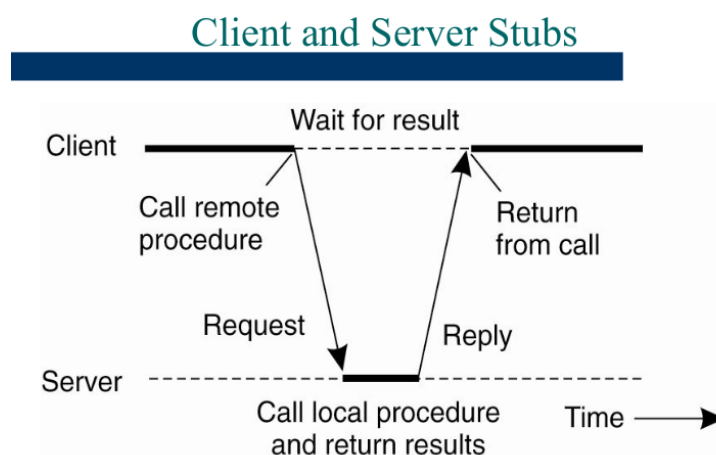 Client and Server Stubs
Wait for result
Client
Call remote
procedure
Return
from call
Request
Reply
Server
Call local procedure
and return results
Time